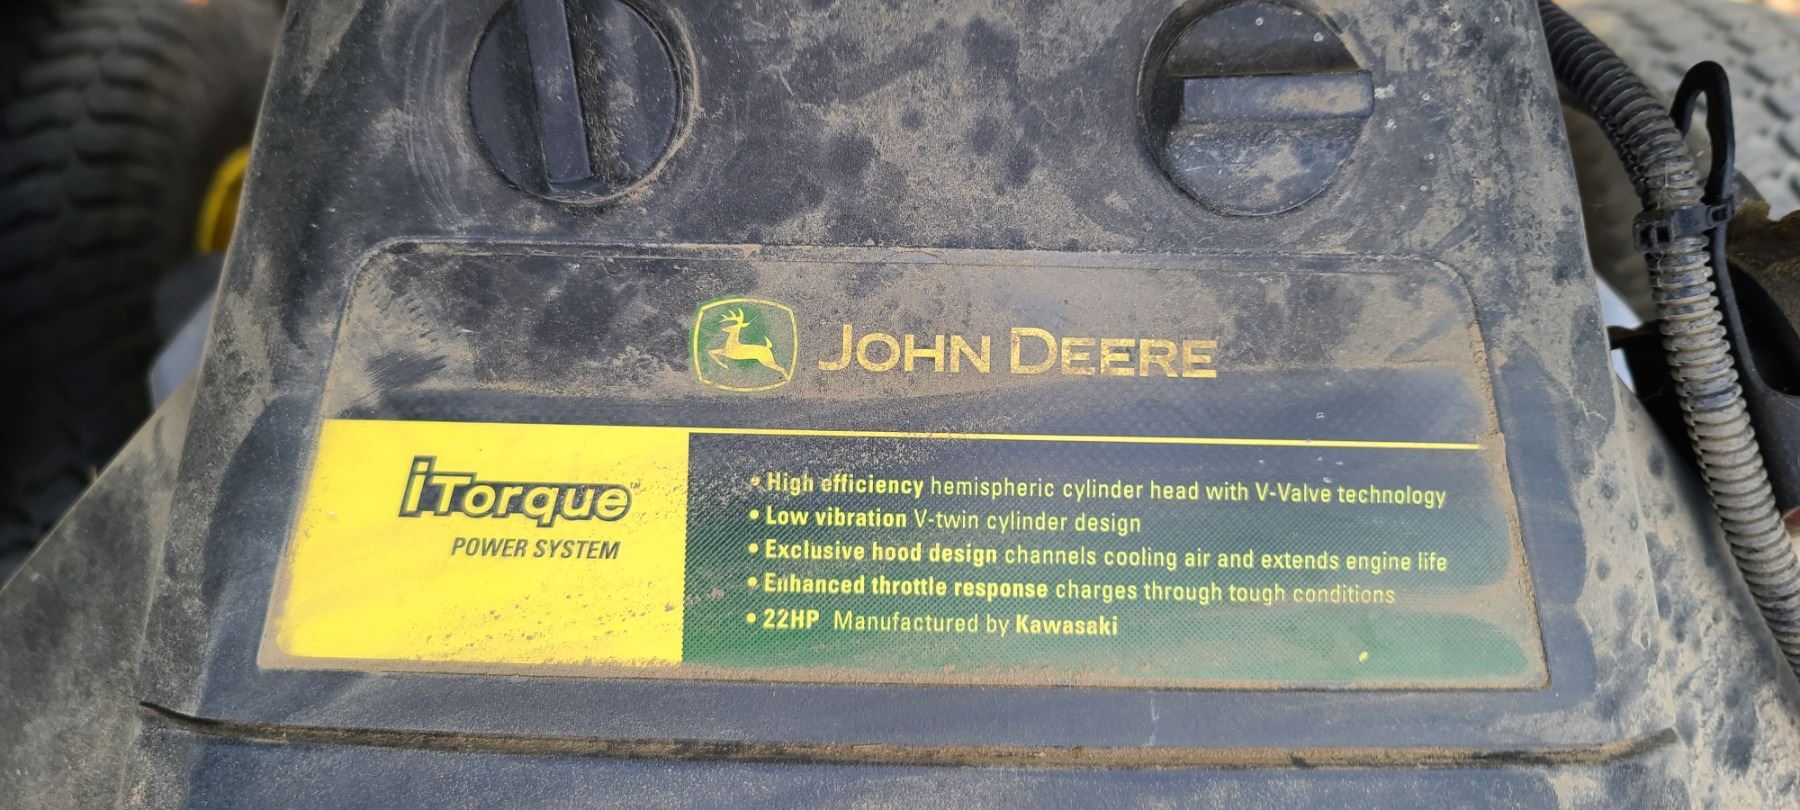 JOHN DEERE
iTorque™
POWER SYSTEM
• High efficiency hemispheric cylinder head with V-Valve technology
• Low vibration V-twin cylinder design
• Exclusive hood design channels cooling air and extends engine life
• Enhanced throttle response charges through tough conditions
• 22HP Manufactured by Kawasaki